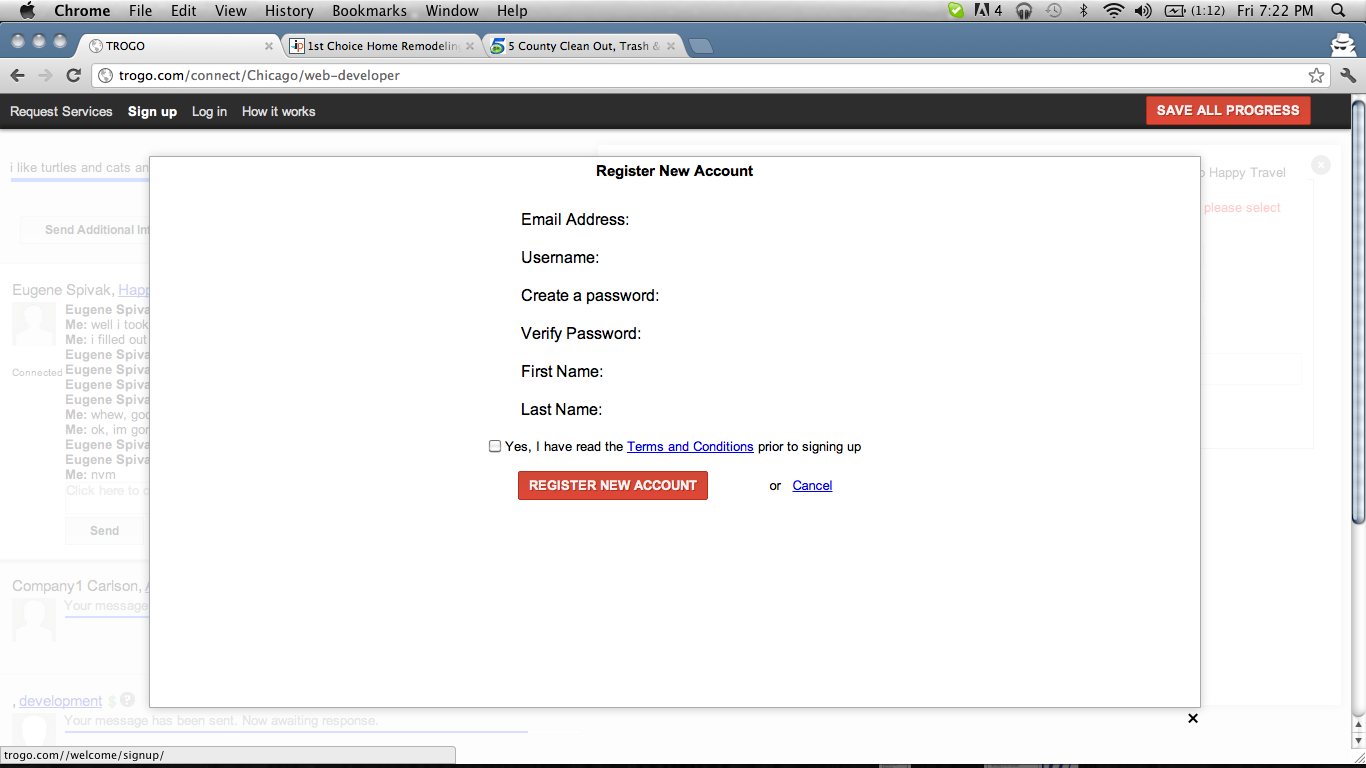 Chrome File Edit View History Bookmarks Window Help 4 (1:12) Fri 7:22 PM
TROGO 1st Choice Home Remodeling 5 County Clean Out, Trash &
trogo.com/connect/Chicago/web-developer
Request Services Sign up Log in How it works SAVE ALL PROGRESS
i like turtles and cats an
Happy Travel
please select
Send Additional Inf
Register New Account
Email Address:
Username:
Create a password:
Verify Password:
First Name:
Last Name:
Yes, I have read the Terms and Conditions prior to signing up
REGISTER NEW ACCOUNT or Cancel
Eugene Spivak, Happ
Eugene Spiva
Me: well i took
Me: i filled out
Eugene Spiva
Connected Eugene Spiva
Eugene Spiva
Eugene Spiva
Me: whew, goo
Me: ok, im gon
Eugene Spiva
Eugene Spiva
Me: nvm
Click here to
Send
Company1 Carlson,
Your message
, development $ ?
Your message has been sent. Now awaiting response.
trogo.com//welcome/signup/